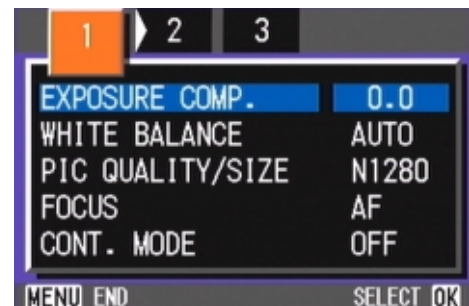 1 2 3
EXPOSURE COMP. 0.0
WHITE BALANCE AUTO
PIC QUALITY/SIZE N1280
FOCUS AF
CONT. MODE OFF
MENU END SELECT OK